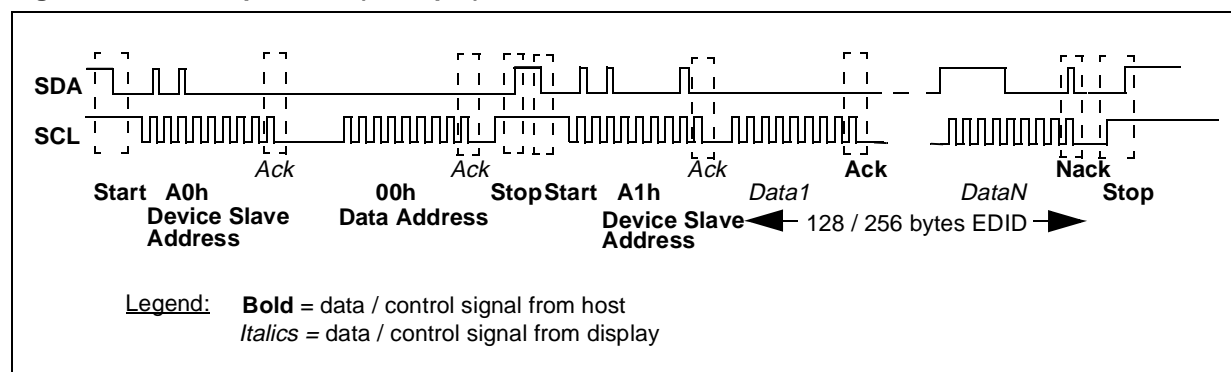 SDA
SCL
Ack Ack Ack Ack Nack
Start A0h 00h Stop Start A1h Data1 DataN Stop
Device Slave Address
Data Address
Device Slave Address
128 / 256 bytes EDID
Legend: Bold = data / control signal from host
Italics = data / control signal from display